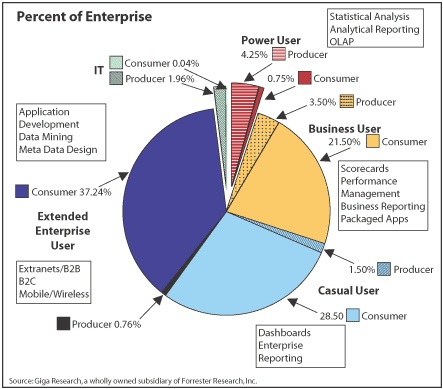 Percent of Enterprise
Power User
4.25% Producer
0.75% Consumer
Statistical Analysis
Analytical Reporting
OLAP
IT
Consumer 0.04%
Producer 1.96%
3.50% Producer
Business User
21.50% Consumer
Scorecards
Performance
Management
Business Reporting
Packaged Apps
Application
Development
Data Mining
Meta Data Design
Consumer 37.24%
Extended
Enterprise
User
Extranets/B2B
B2C
Mobile/Wireless
Producer 0.76%
1.50% Producer
Casual User
28.50 Consumer
Dashboards
Enterprise
Reporting
Source: Giga Research, a wholly owned subsidiary of Forrester Research, Inc.